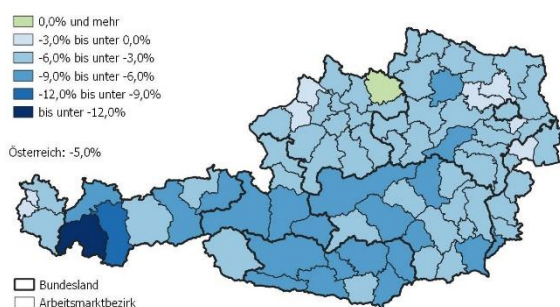 0,0% und mehr
-3,0% bis unter 0,0%
-6,0% bis unter -3,0%
-9,0% bis unter -6,0%
-12,0% bis unter -9,0%
bis unter -12,0%
Österreich: -5,0%
Bundesland
Arbeitsmarktbezirk